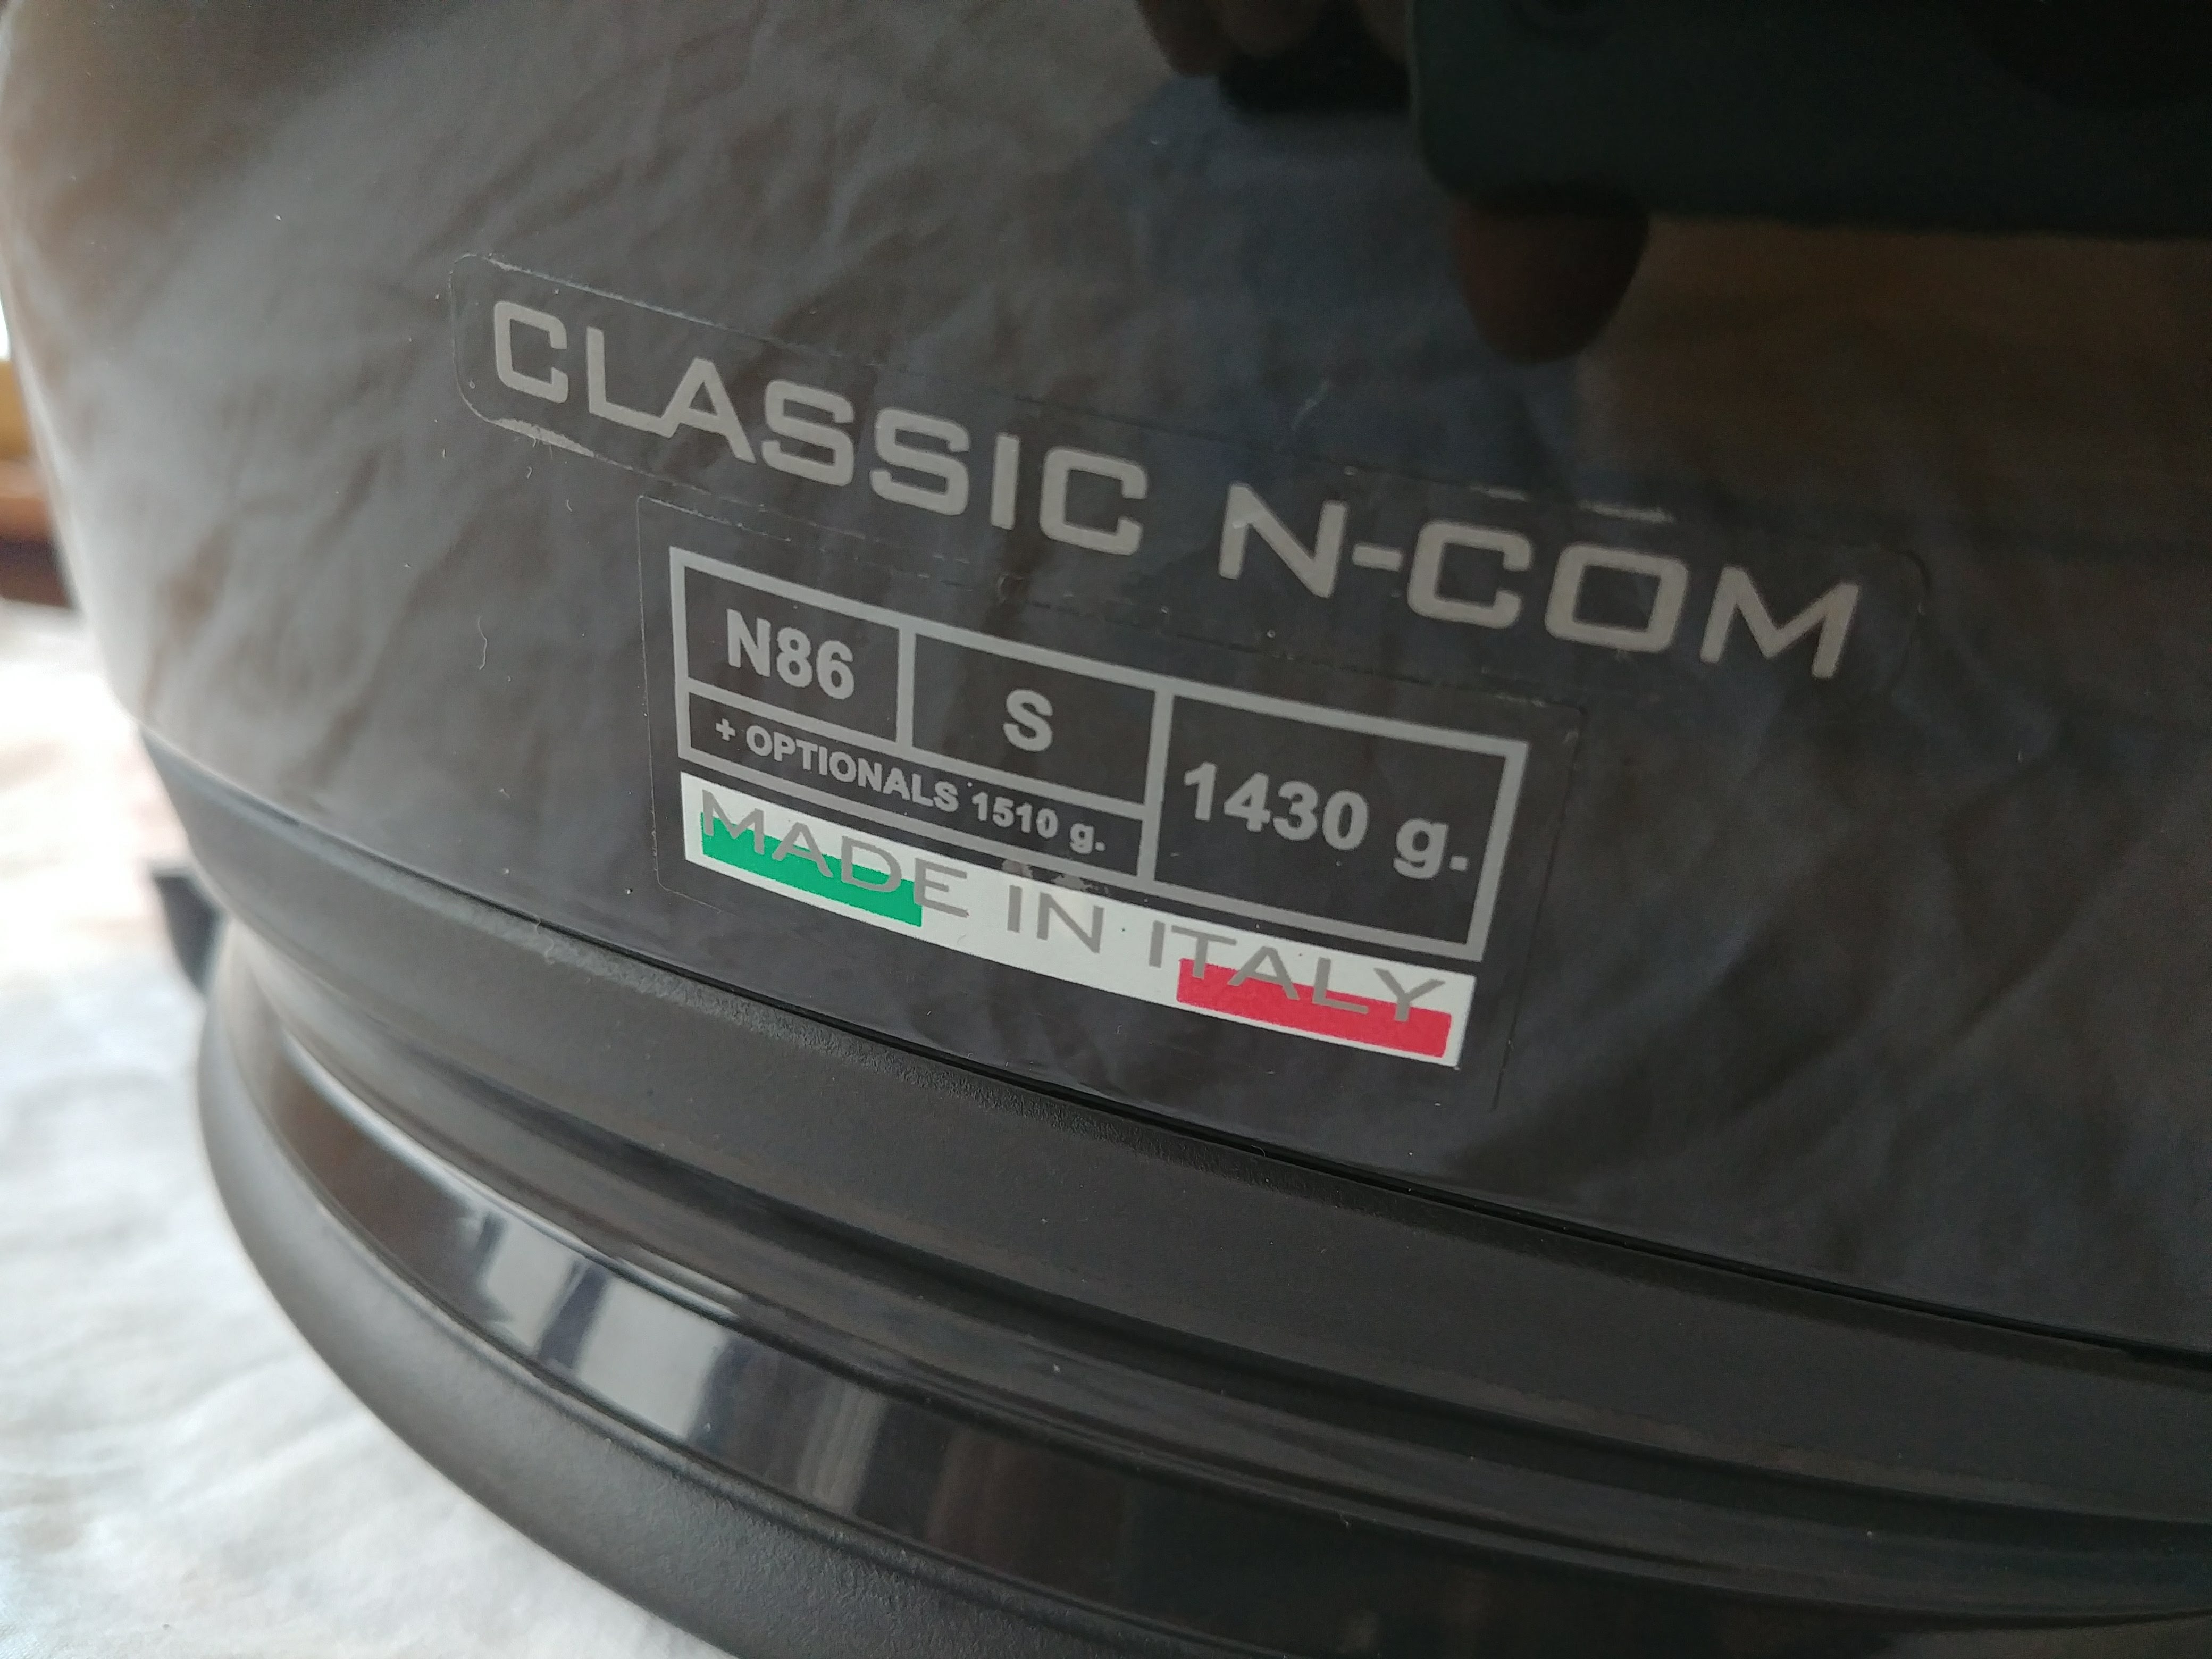 CLASSIC N-COM
N86 S 1430 g.
+ OPTIONALS 1510 g.
MADE IN ITALY